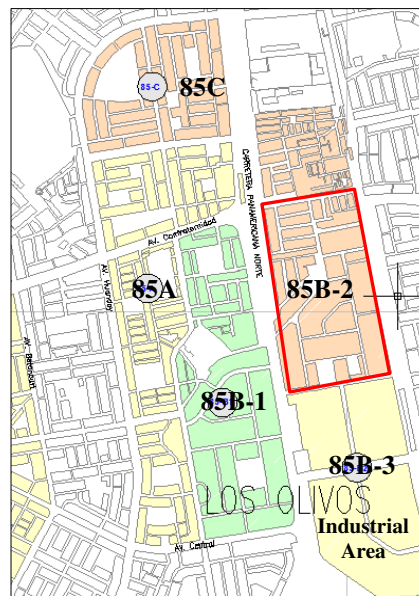 85-C
85C
CARRETERA PANAMERICANA NORTE
Av. Confraternidad
85A
Av. Huandoy
85B-2
Av. Betancourt
85B-1
85B-3
LOS OLIVOS
Industrial
Area
Av. Central